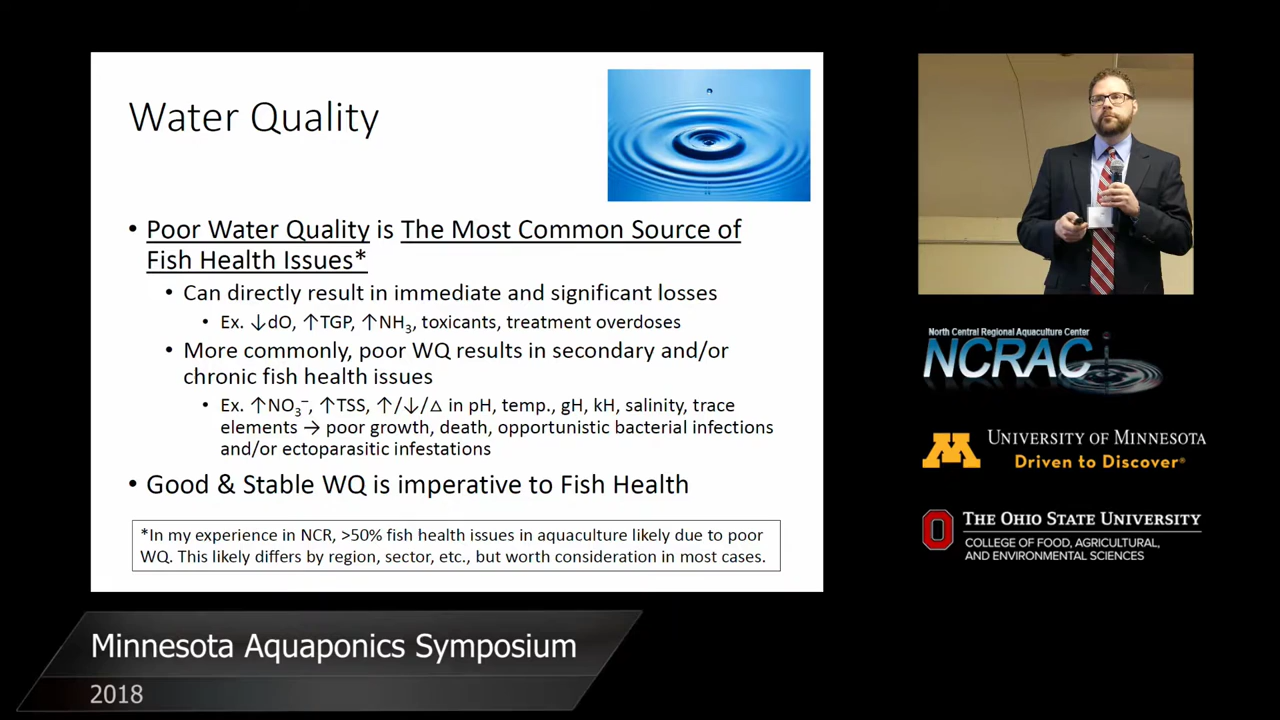 Water Quality
• Poor Water Quality is The Most Common Source of
Fish Health Issues*
• Can directly result in immediate and significant losses
• Ex. ↓dO, ↑TGP, ↑NH₃, toxicants, treatment overdoses
• More commonly, poor WQ results in secondary and/or
chronic fish health issues
• Ex. ↑NO₃⁻, ↑TSS, ↑/↓/△ in pH, temp., gH, kH, salinity, trace
elements → poor growth, death, opportunistic bacterial infections
and/or ectoparasitic infestations
• Good & Stable WQ is imperative to Fish Health
*In my experience in NCR, >50% fish health issues in aquaculture likely due to poor
WQ. This likely differs by region, sector, etc., but worth consideration in most cases.
North Central Regional Aquaculture Center
NCRAC
M
UNIVERSITY OF MINNESOTA
Driven to Discover®
THE OHIO STATE UNIVERSITY
COLLEGE OF FOOD, AGRICULTURAL,
AND ENVIRONMENTAL SCIENCES
Minnesota Aquaponics Symposium
2018